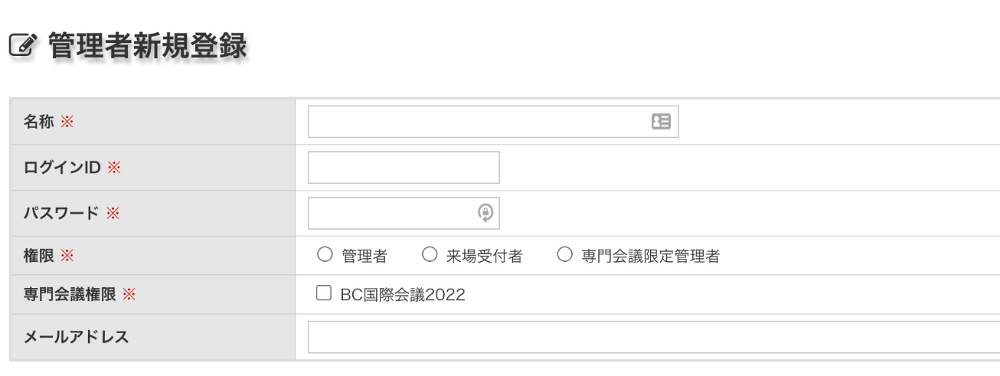 管理者新規登録
名称 ※
ログインID ※
パスワード ※
権限 ※ 管理者 来場受付者 専門会議限定管理者
専門会議権限 ※ BC国際会議2022
メールアドレス